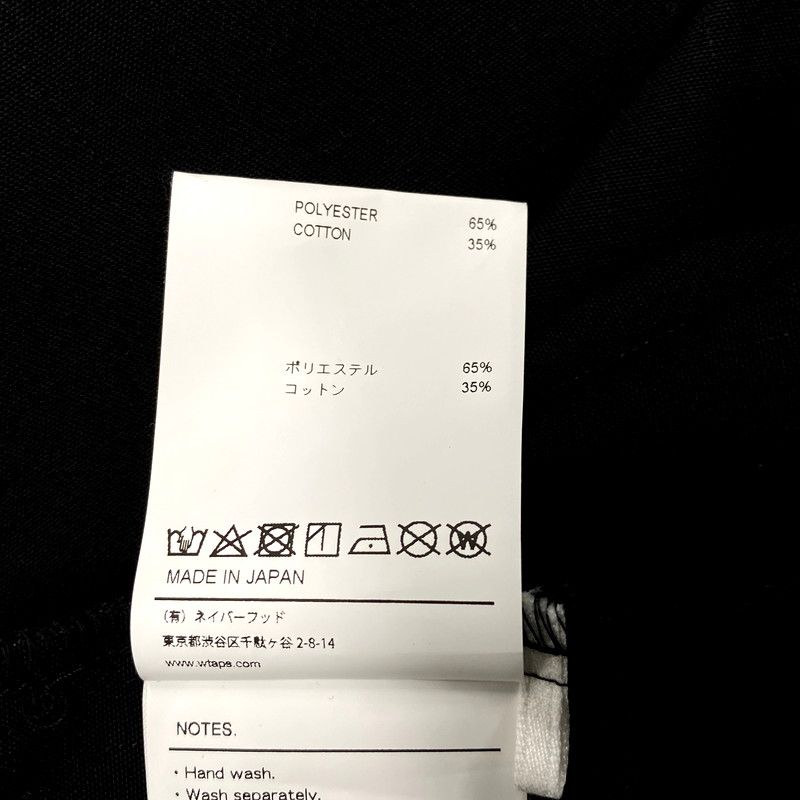 POLYESTER 65%
COTTON 35%
ポリエステル 65%
コットン 35%
W
MADE IN JAPAN
(有) ネイバーフッド
東京都渋谷区千駄ヶ谷 2-8-14
www.wtaps.com
NOTES.
・Hand wash.
・Wash separately.